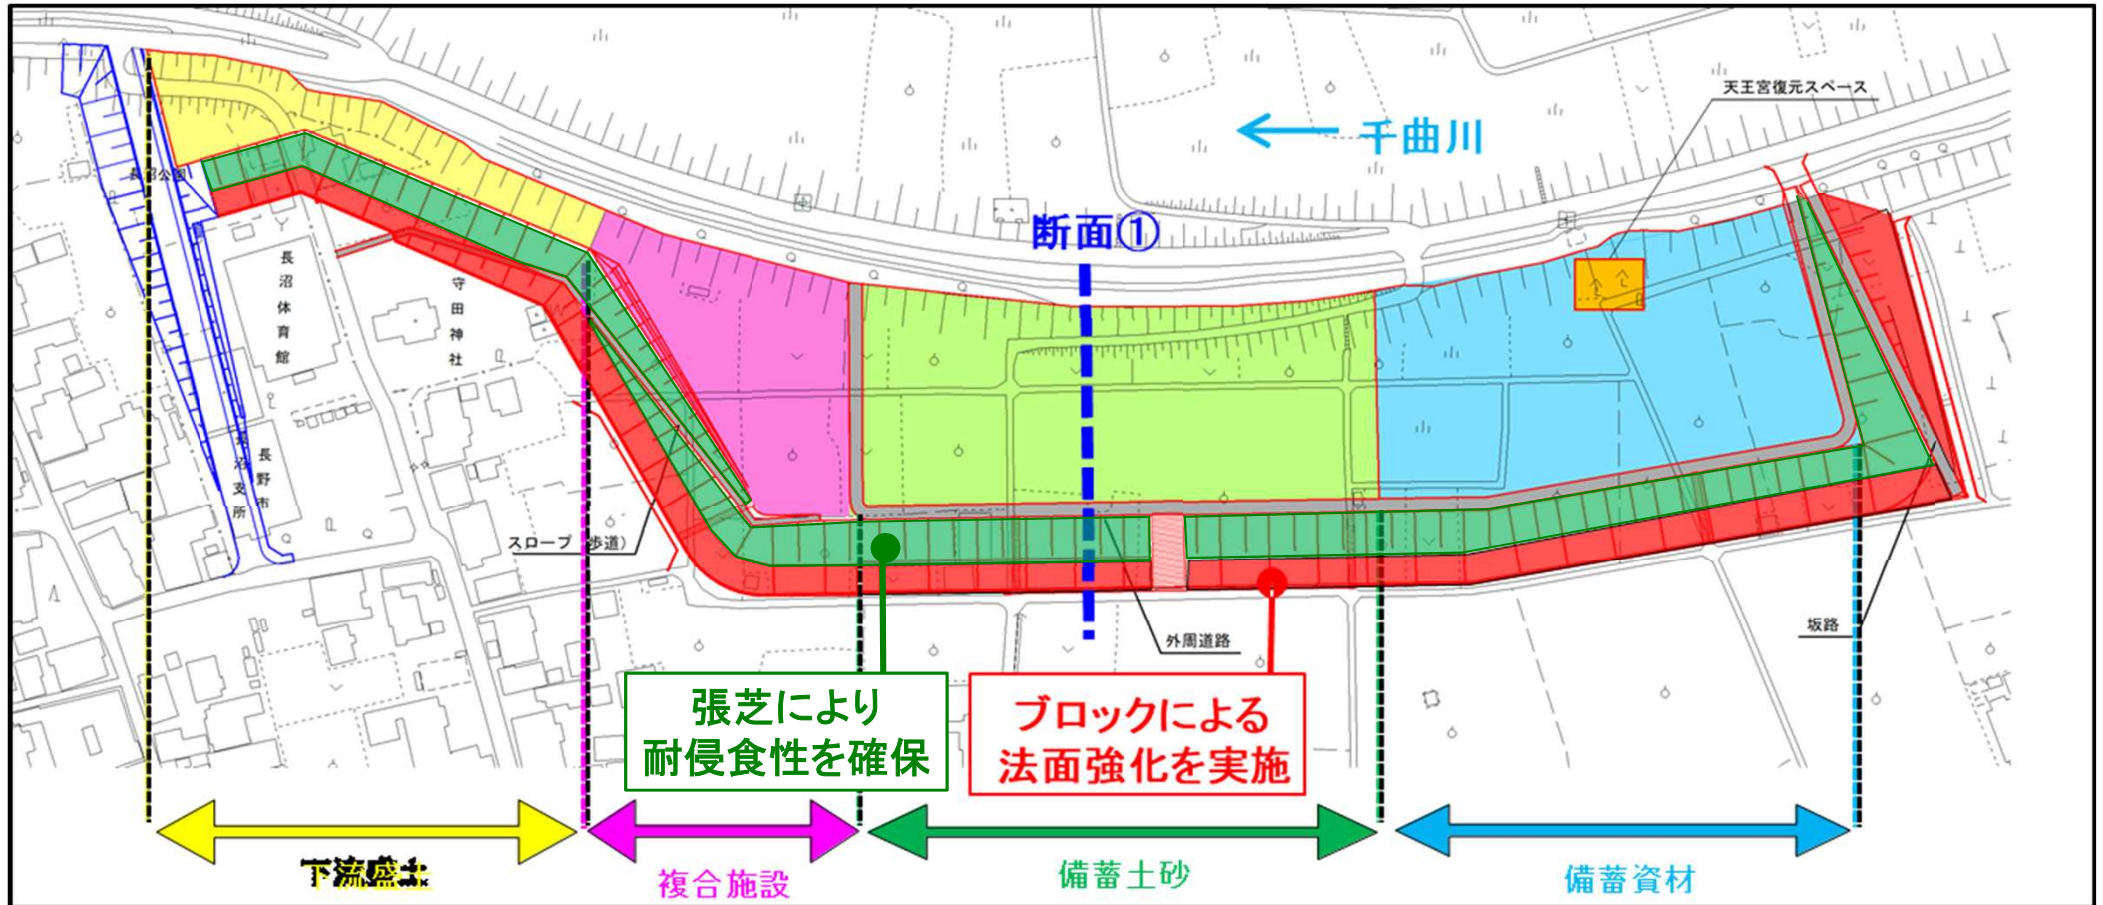 天王宮復元スペース
千曲川
断面①
長沼公園
長沼体育館
守田神社
長野市
長沼支所
スロープ（歩道）
外周道路
坂路
張芝により
耐侵食性を確保
ブロックによる
法面強化を実施
下流盛土
複合施設
備蓄土砂
備蓄資材